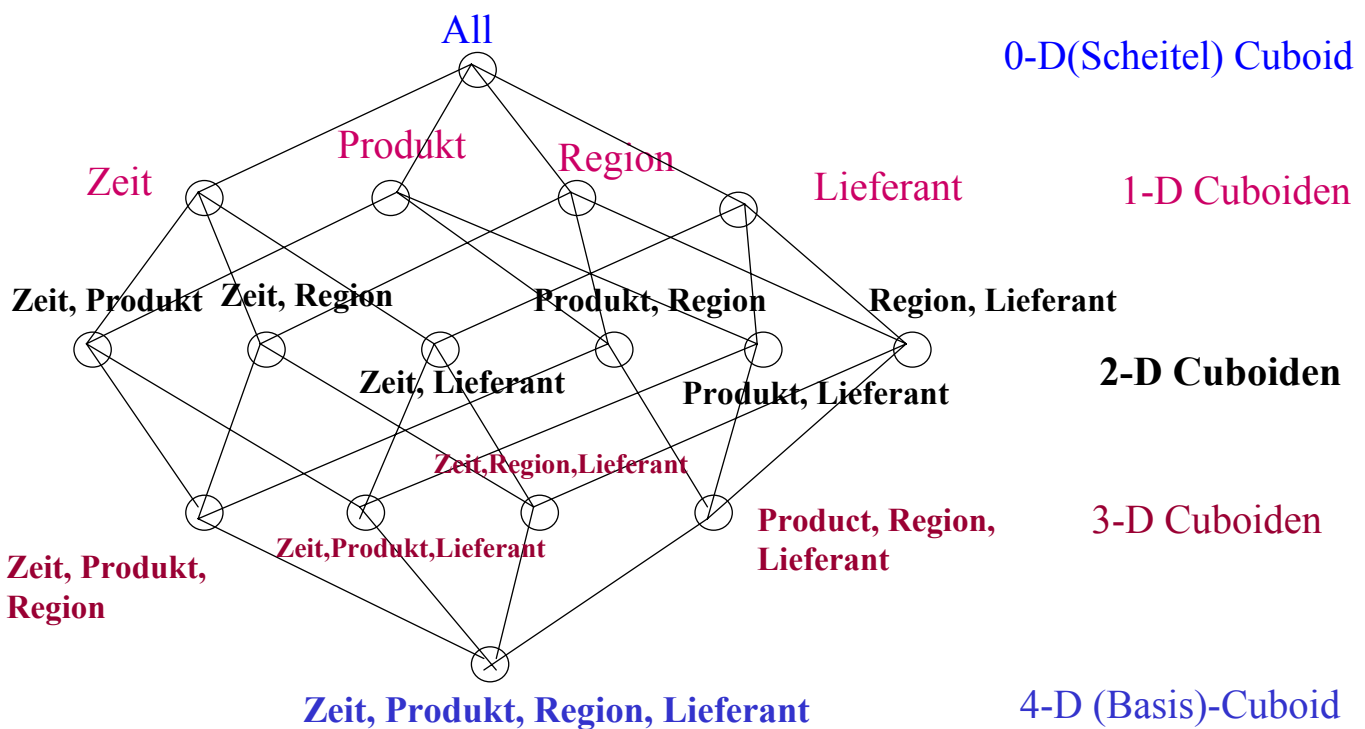 All
0-D(Scheitel) Cuboid
Zeit
Produkt
Region
Lieferant
1-D Cuboiden
Zeit, Produkt
Zeit, Region
Produkt, Region
Region, Lieferant
Zeit, Lieferant
Produkt, Lieferant
2-D Cuboiden
Zeit,Region,Lieferant
Zeit,Produkt,Lieferant
Product, Region,
Lieferant
3-D Cuboiden
Zeit, Produkt,
Region
Zeit, Produkt, Region, Lieferant
4-D (Basis)-Cuboid